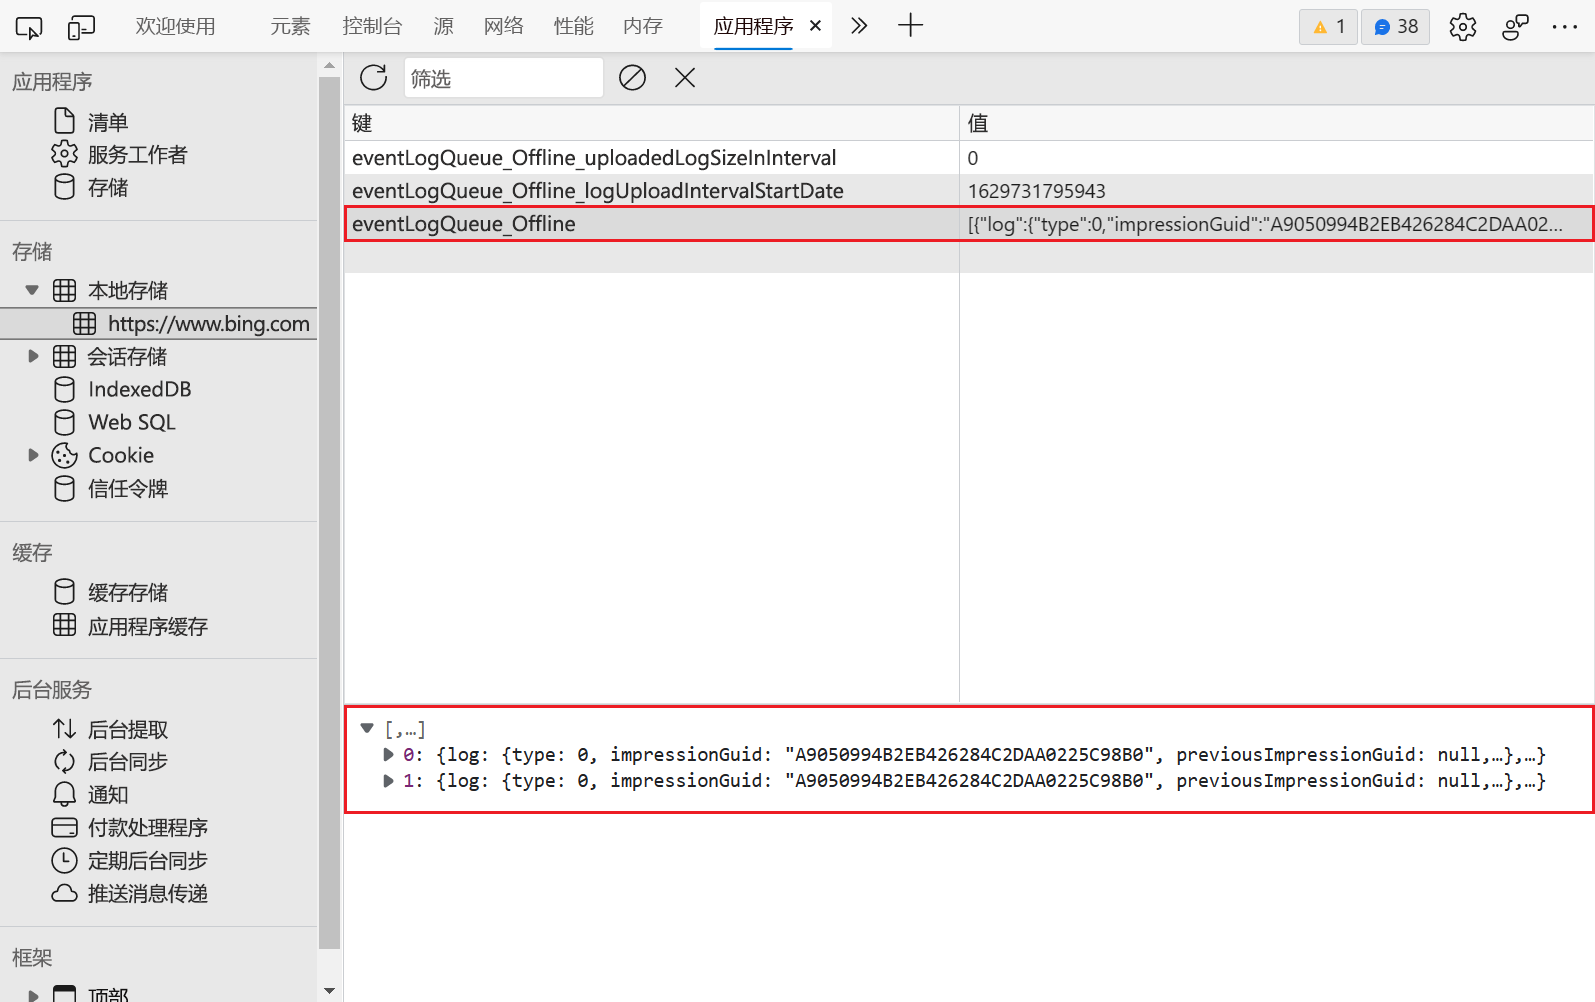 欢迎使用 元素 控制台 源 网络 性能 内存 应用程序 1 38
应用程序
清单
服务工作者
存储
存储
本地存储
https://www.bing.com
会话存储
IndexedDB
Web SQL
Cookie
信任令牌
缓存
缓存存储
应用程序缓存
后台服务
后台提取
后台同步
通知
付款处理程序
定期后台同步
推送消息传递
框架
顶部
筛选
键 值
eventLogQueue_Offline_uploadedLogSizeInInterval 0
eventLogQueue_Offline_logUploadIntervalStartDate 1629731795943
eventLogQueue_Offline [{"log":{"type":0,"impressionGuid":"A9050994B2EB426284C2DAA02...
[,…]
0: {log: {type: 0, impressionGuid: "A9050994B2EB426284C2DAA0225C98B0", previousImpressionGuid: null,…},…}
1: {log: {type: 0, impressionGuid: "A9050994B2EB426284C2DAA0225C98B0", previousImpressionGuid: null,…},…}